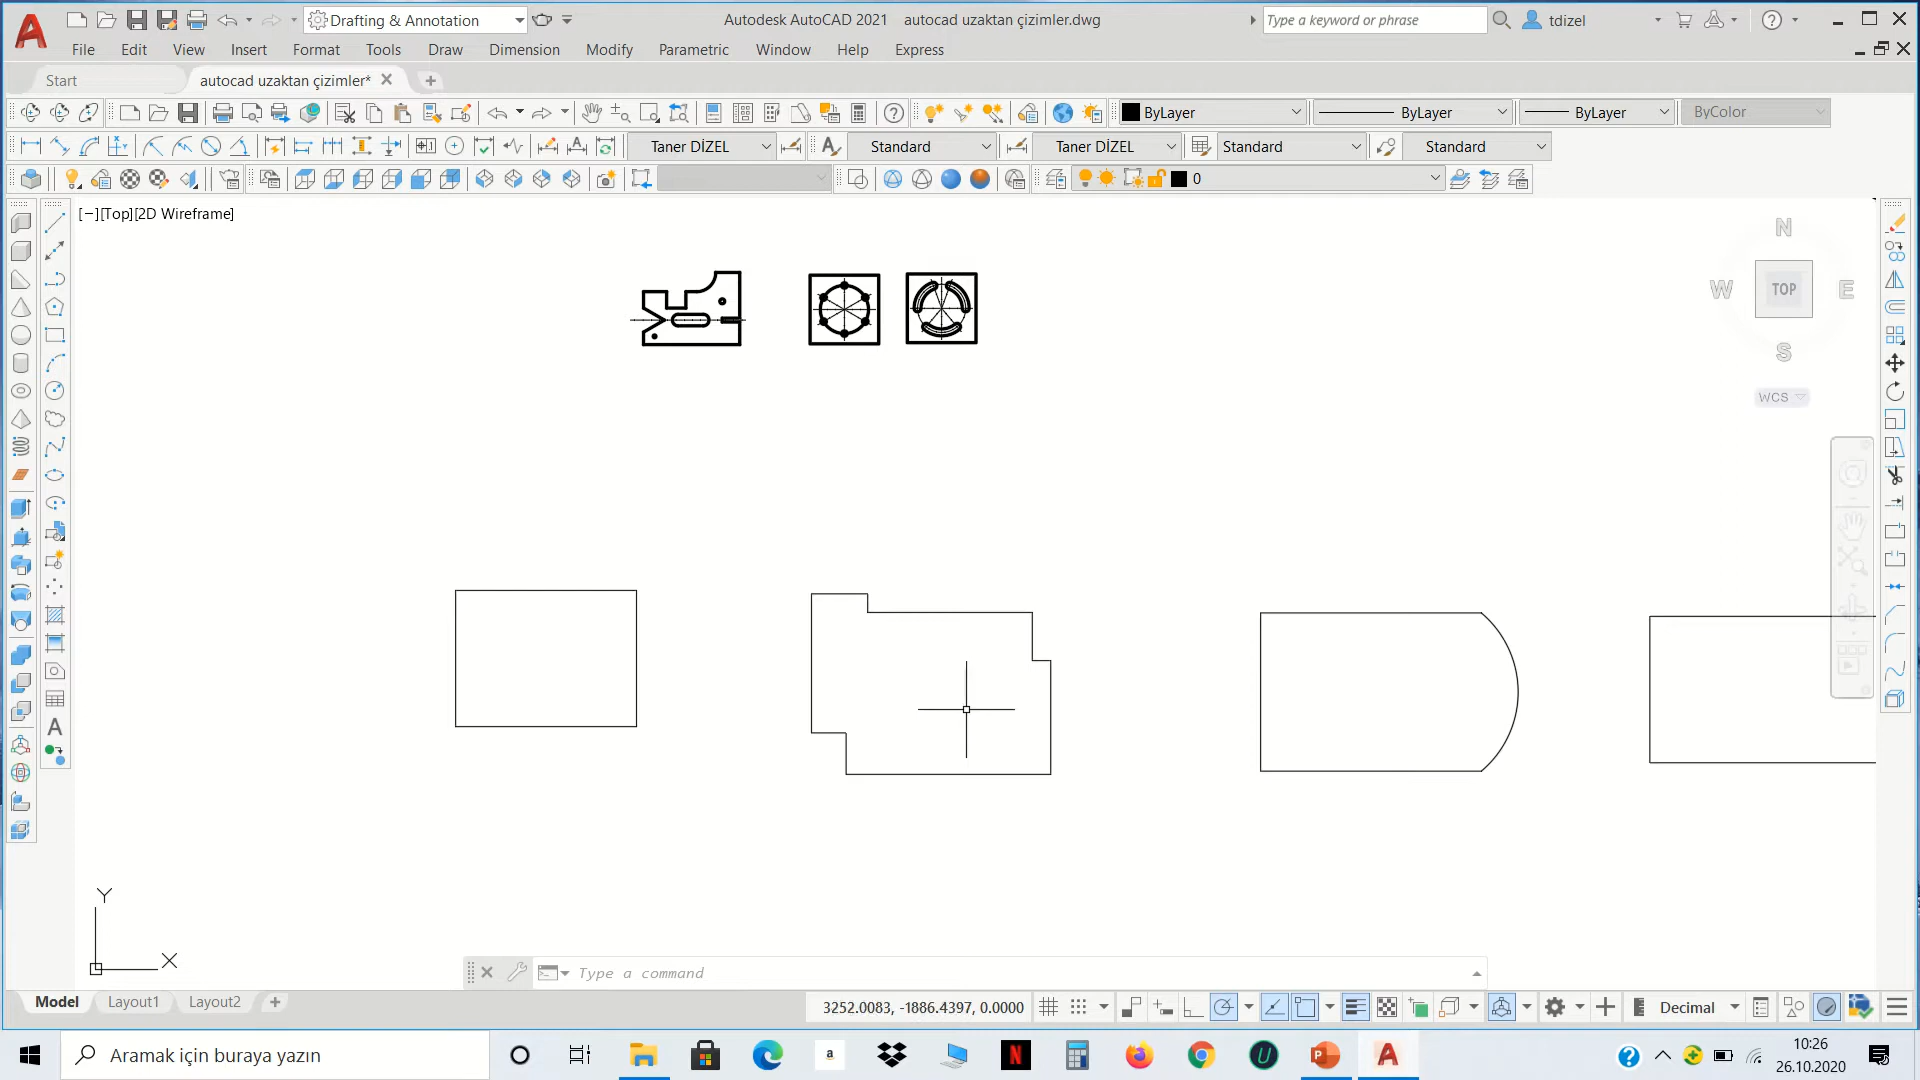 Drafting & Annotation
Autodesk AutoCAD 2021 autocad uzaktan çizimler.dwg
Type a keyword or phrase
tdizel
File Edit View Insert Format Tools Draw Dimension Modify Parametric Window Help Express
Start
autocad uzaktan çizimler*
ByLayer
ByLayer
ByLayer
ByColor
Taner DİZEL
Standard
Taner DİZEL
Standard
Standard
0
[−][Top][2D Wireframe]
N
W
TOP
E
S
WCS
A
Y
X
Type a command
Model
Layout1
Layout2
3252.0083, -1886.4397, 0.0000
Decimal
Aramak için buraya yazın
10:26
26.10.2020